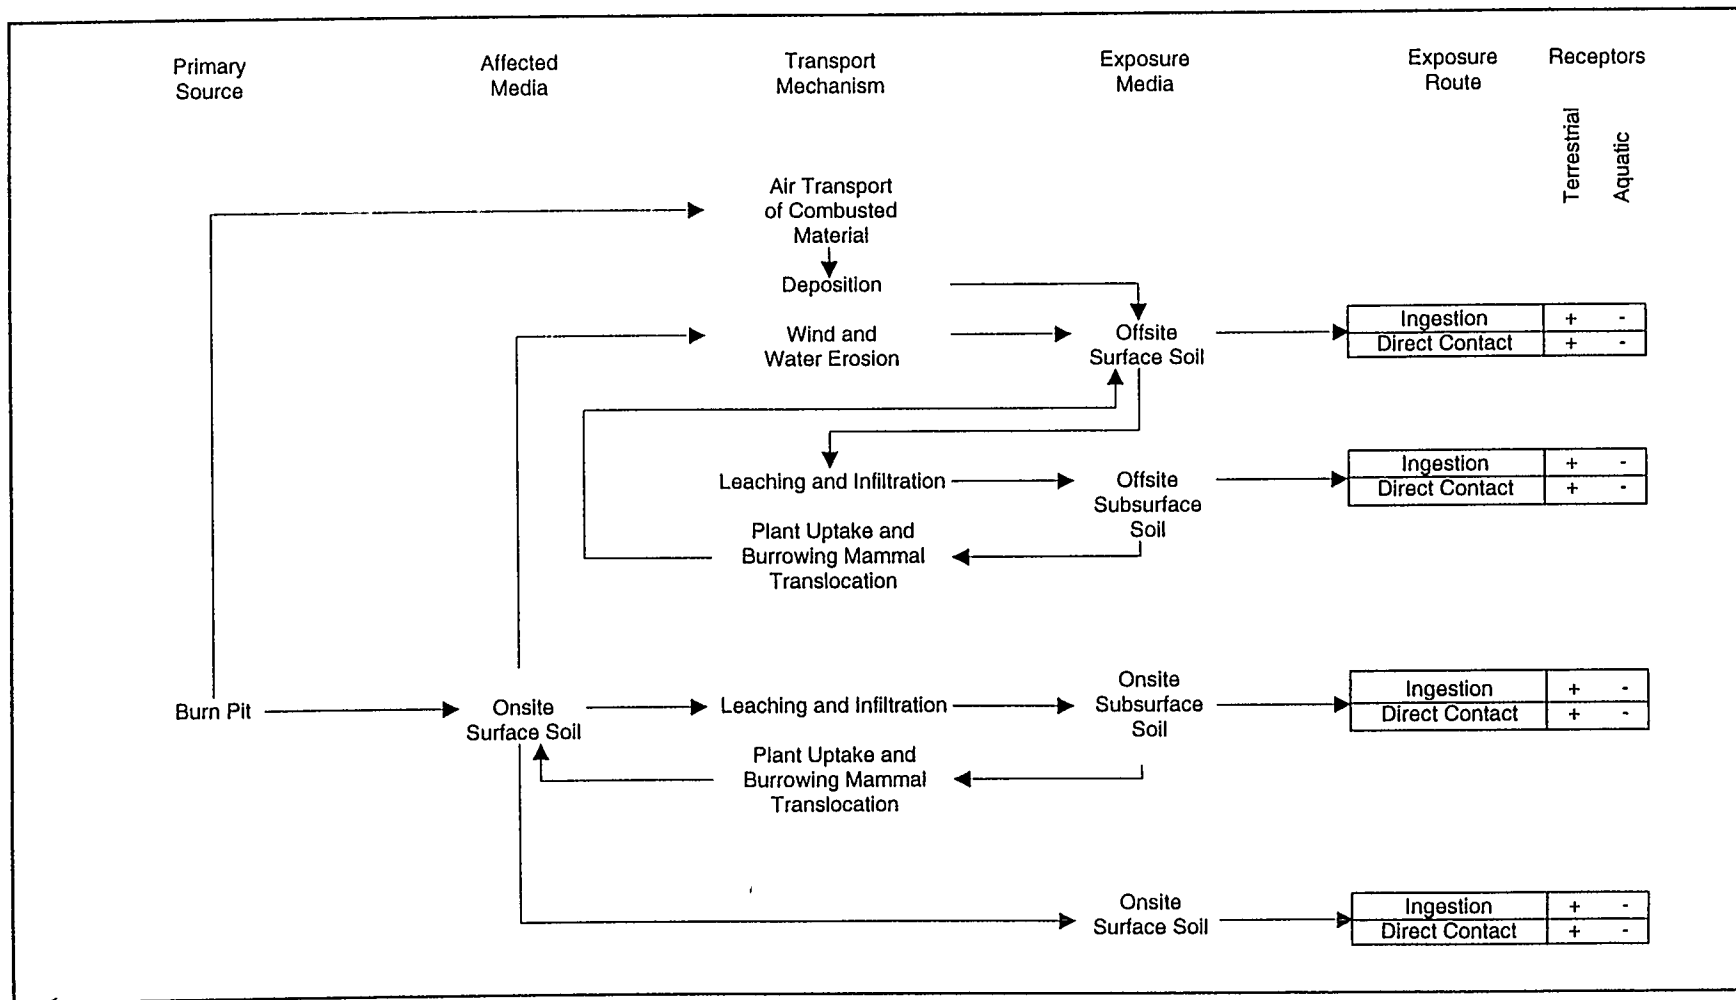 Primary
Source
Affected
Media
Transport
Mechanism
Exposure
Media
Exposure
Route
Receptors
Terrestrial
Aquatic
Air Transport
of Combusted
Material
Deposition
Wind and
Water Erosion
Offsite
Surface Soil
Ingestion + -
Direct Contact + -
Leaching and Infiltration
Offsite
Subsurface
Soil
Ingestion + -
Direct Contact + -
Plant Uptake and
Burrowing Mammal
Translocation
Burn Pit
Onsite
Surface Soil
Leaching and Infiltration
Onsite
Subsurface
Soil
Ingestion + -
Direct Contact + -
Plant Uptake and
Burrowing Mammal
Translocation
Onsite
Surface Soil
Ingestion + -
Direct Contact + -